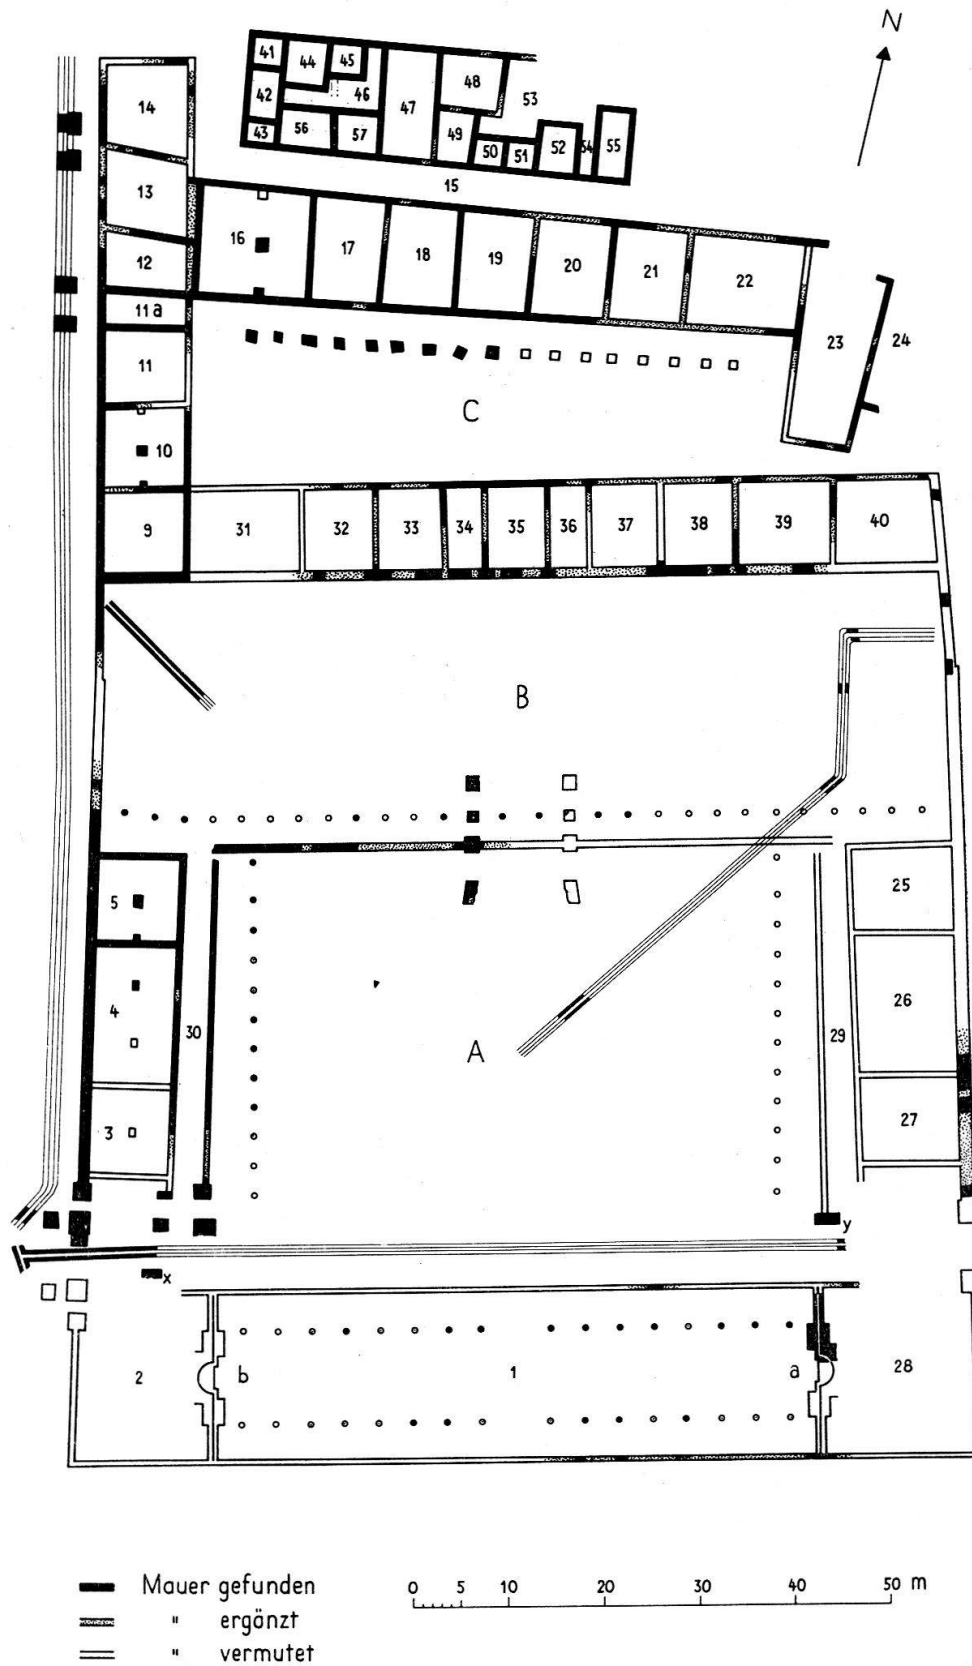 N
41 44 45 48
42 46 47 53
43 56 57 49 50 51 52 54 55
14
15
13
16 17 18 19 20 21 22
12
11a
23 24
11
C
10
9 31 32 33 34 35 36 37 38 39 40
B
5 25
4 26
30 A 29
3 27
y
x
2 b 1 a 28
Mauer gefunden
" ergänzt
" vermutet
0 5 10 20 30 40 50 m